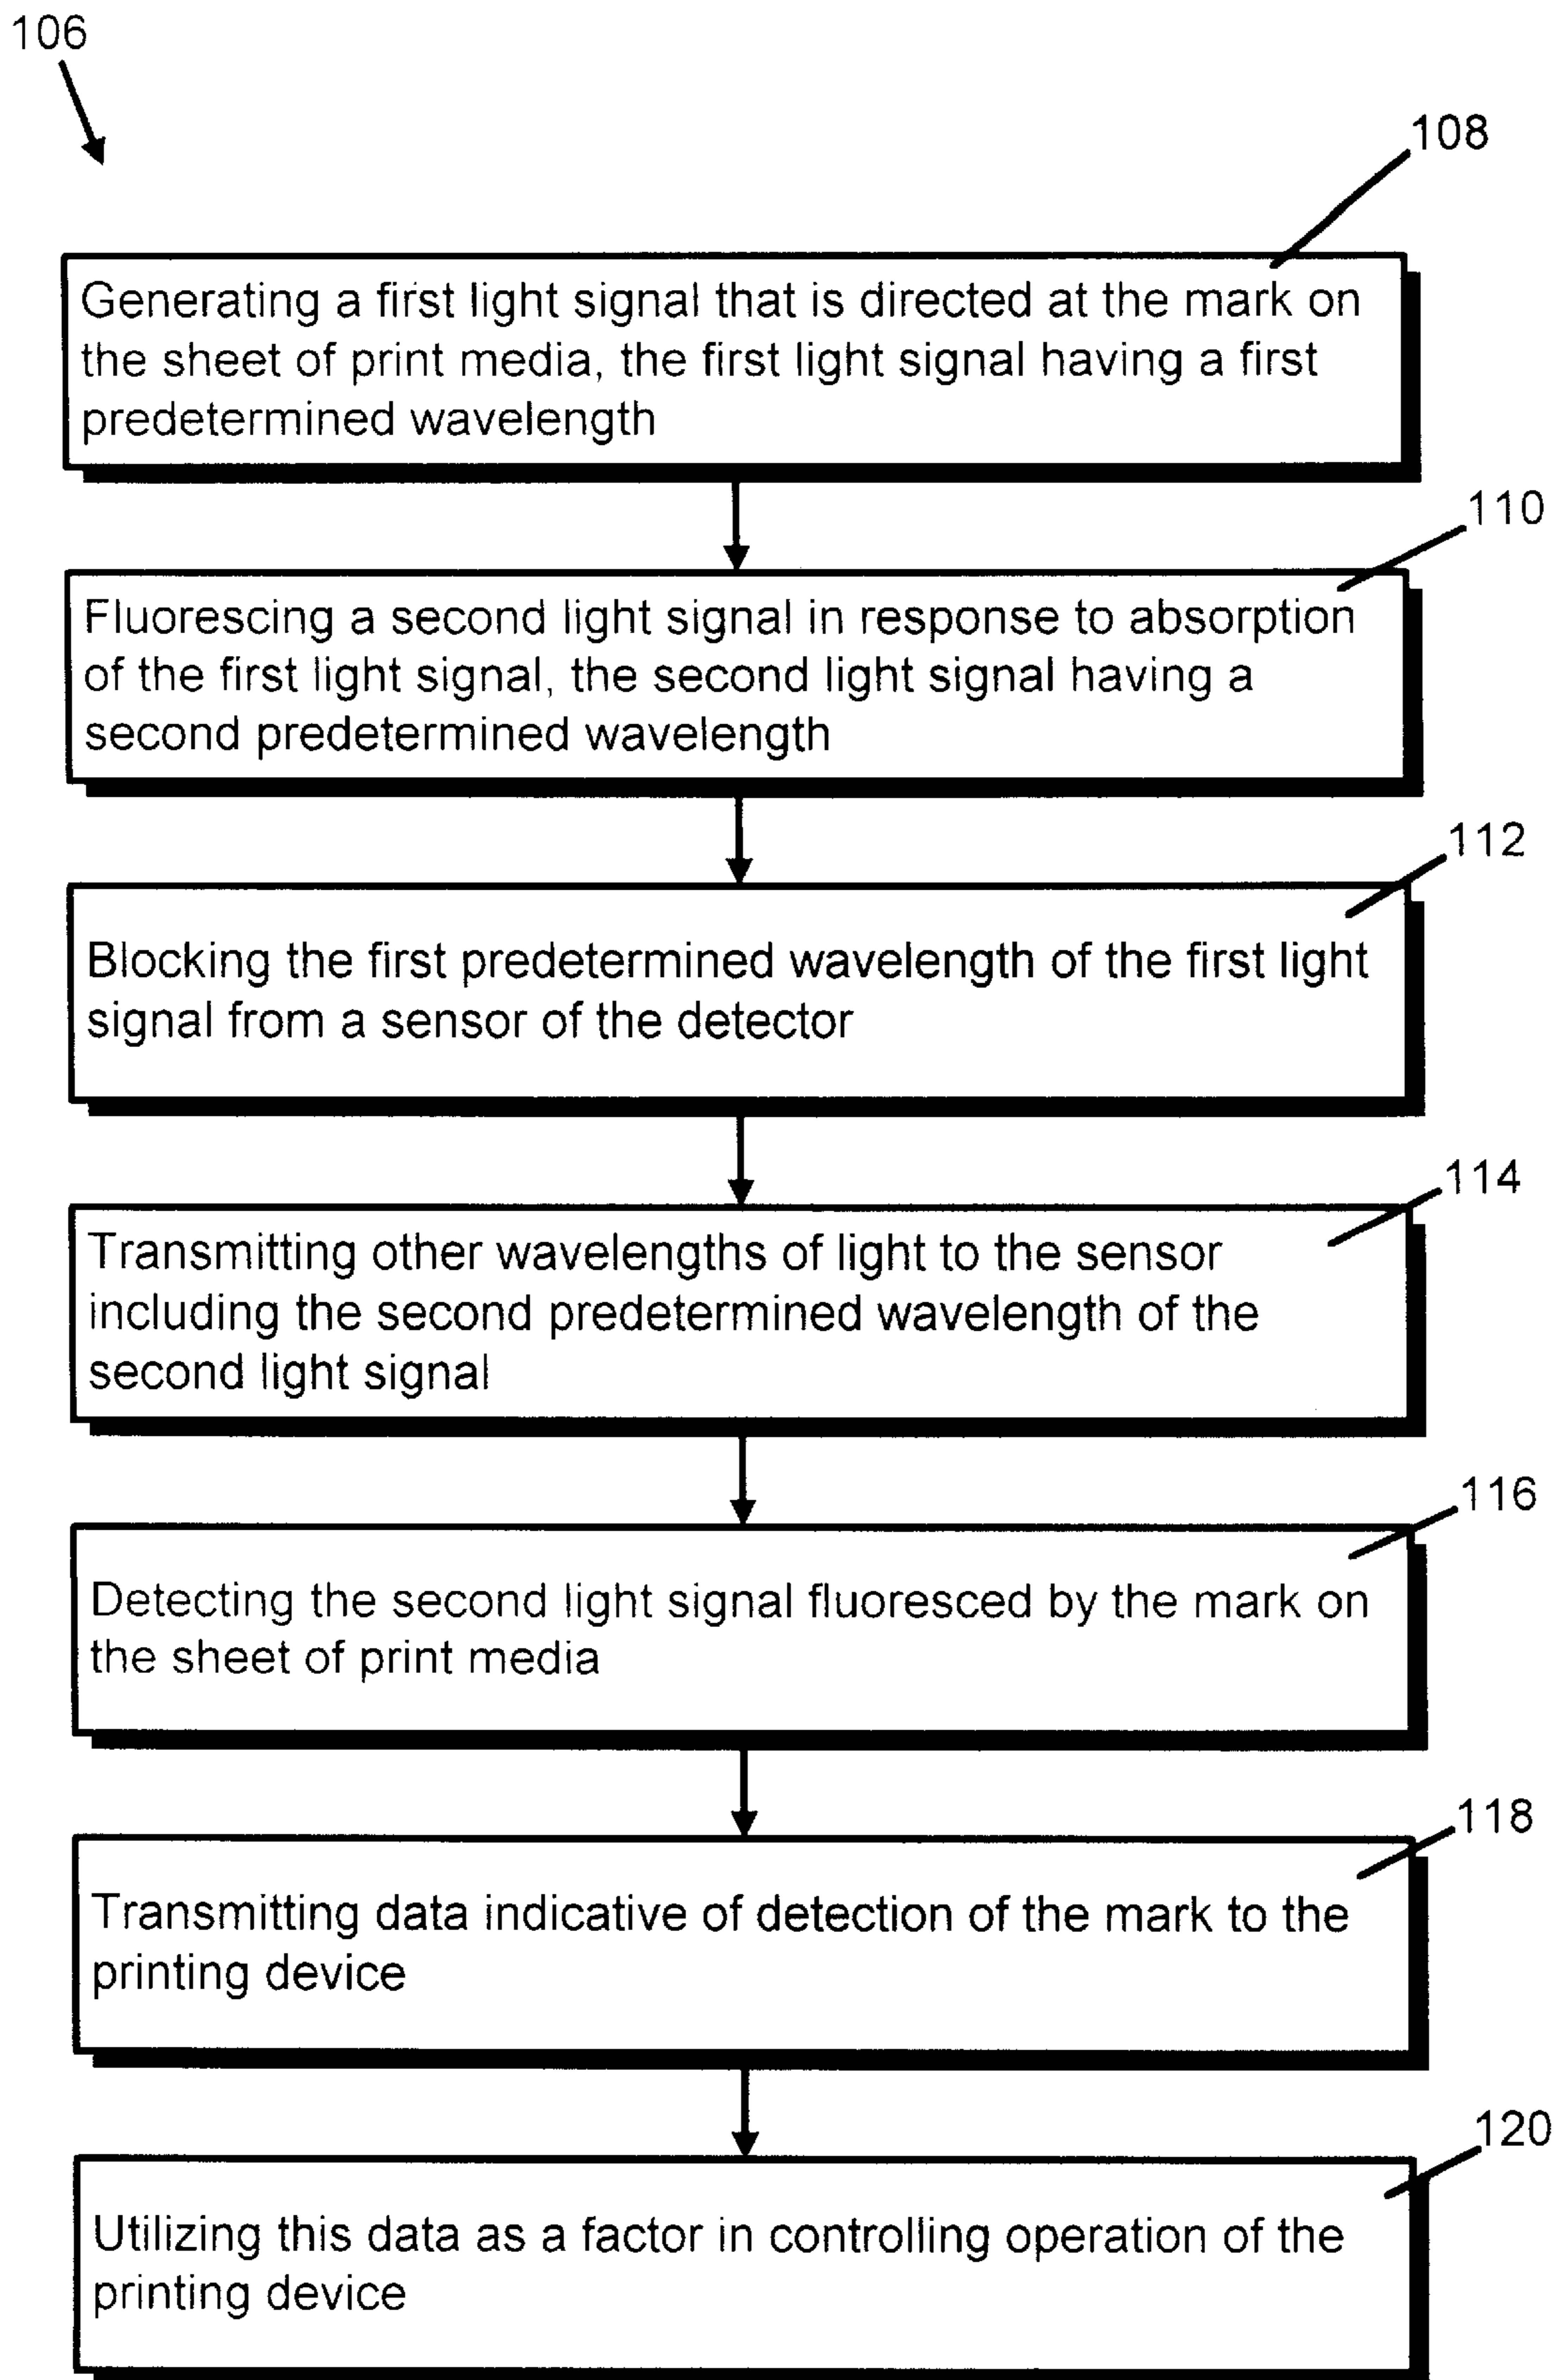 106
108
Generating a first light signal that is directed at the mark on
the sheet of print media, the first light signal having a first
predetermined wavelength
110
Fluorescing a second light signal in response to absorption
of the first light signal, the second light signal having a
second predetermined wavelength
112
Blocking the first predetermined wavelength of the first light
signal from a sensor of the detector
114
Transmitting other wavelengths of light to the sensor
including the second predetermined wavelength of the
second light signal
116
Detecting the second light signal fluoresced by the mark on
the sheet of print media
118
Transmitting data indicative of detection of the mark to the
printing device
120
Utilizing this data as a factor in controlling operation of the
printing device